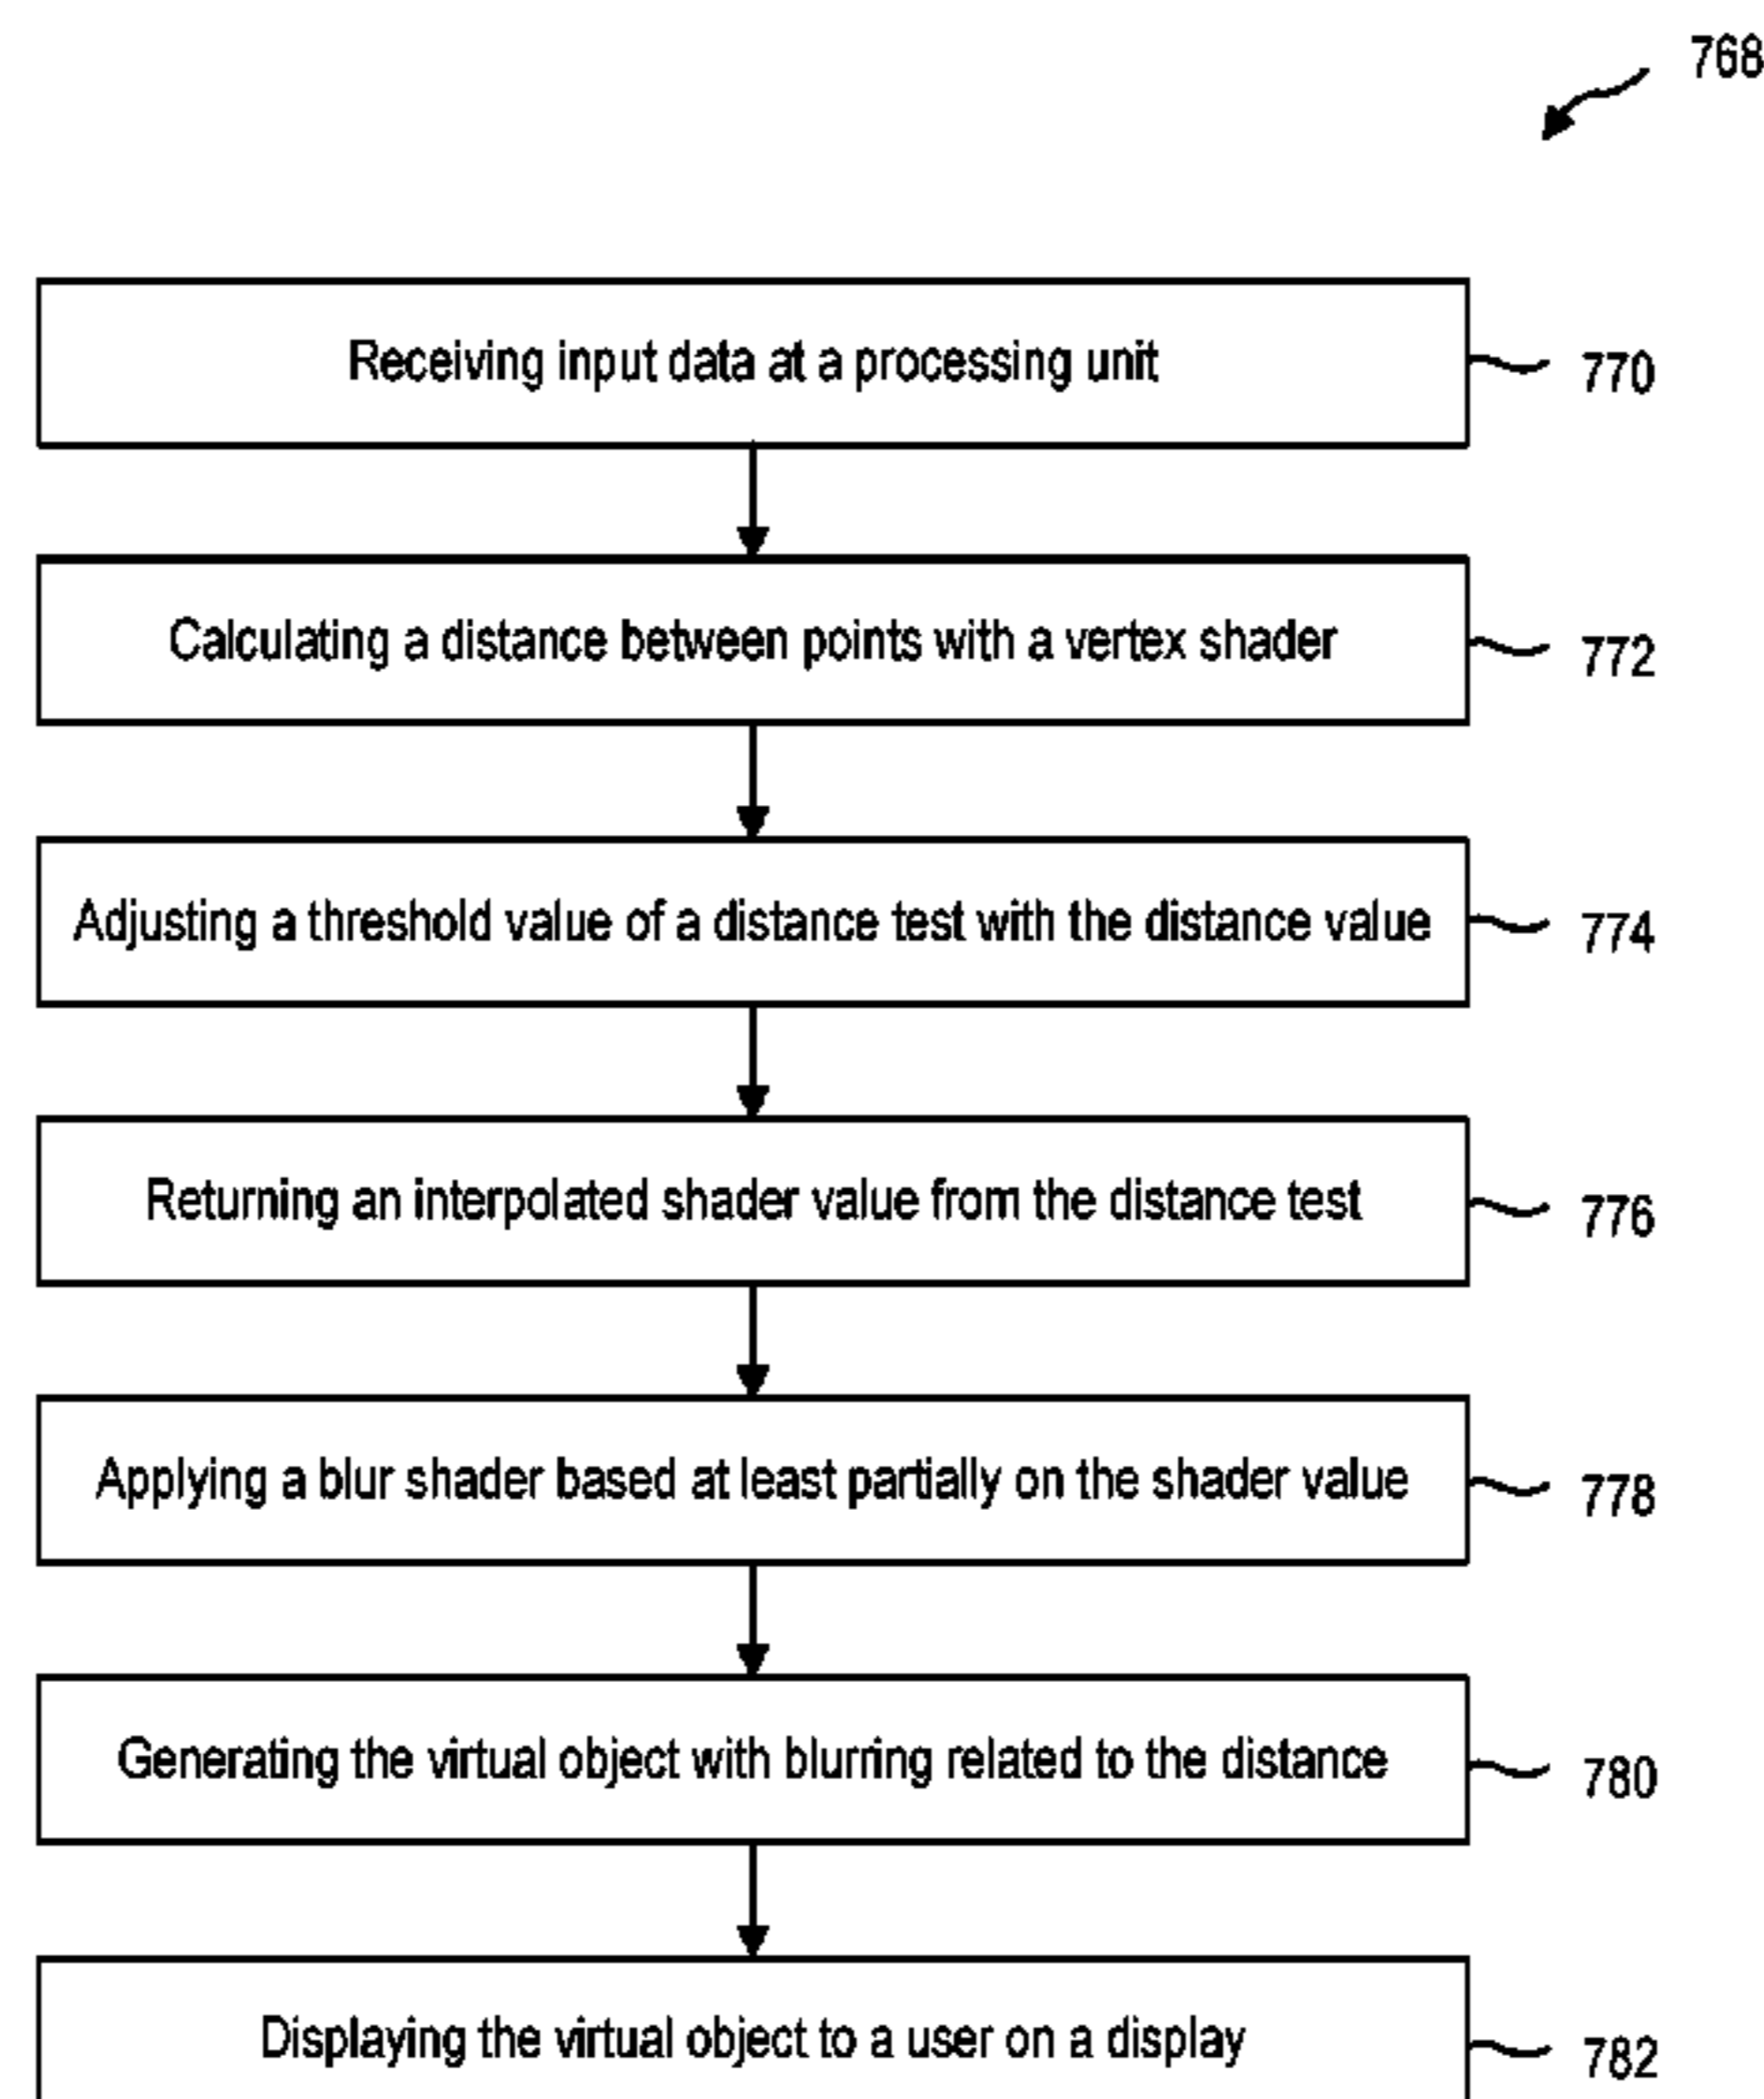 768
Receiving input data at a processing unit
770
Calculating a distance between points with a vertex shader
772
Adjusting a threshold value of a distance test with the distance value
774
Returning an interpolated shader value from the distance test
776
Applying a blur shader based at least partially on the shader value
778
Generating the virtual object with blurring related to the distance
780
Displaying the virtual object to a user on a display
782